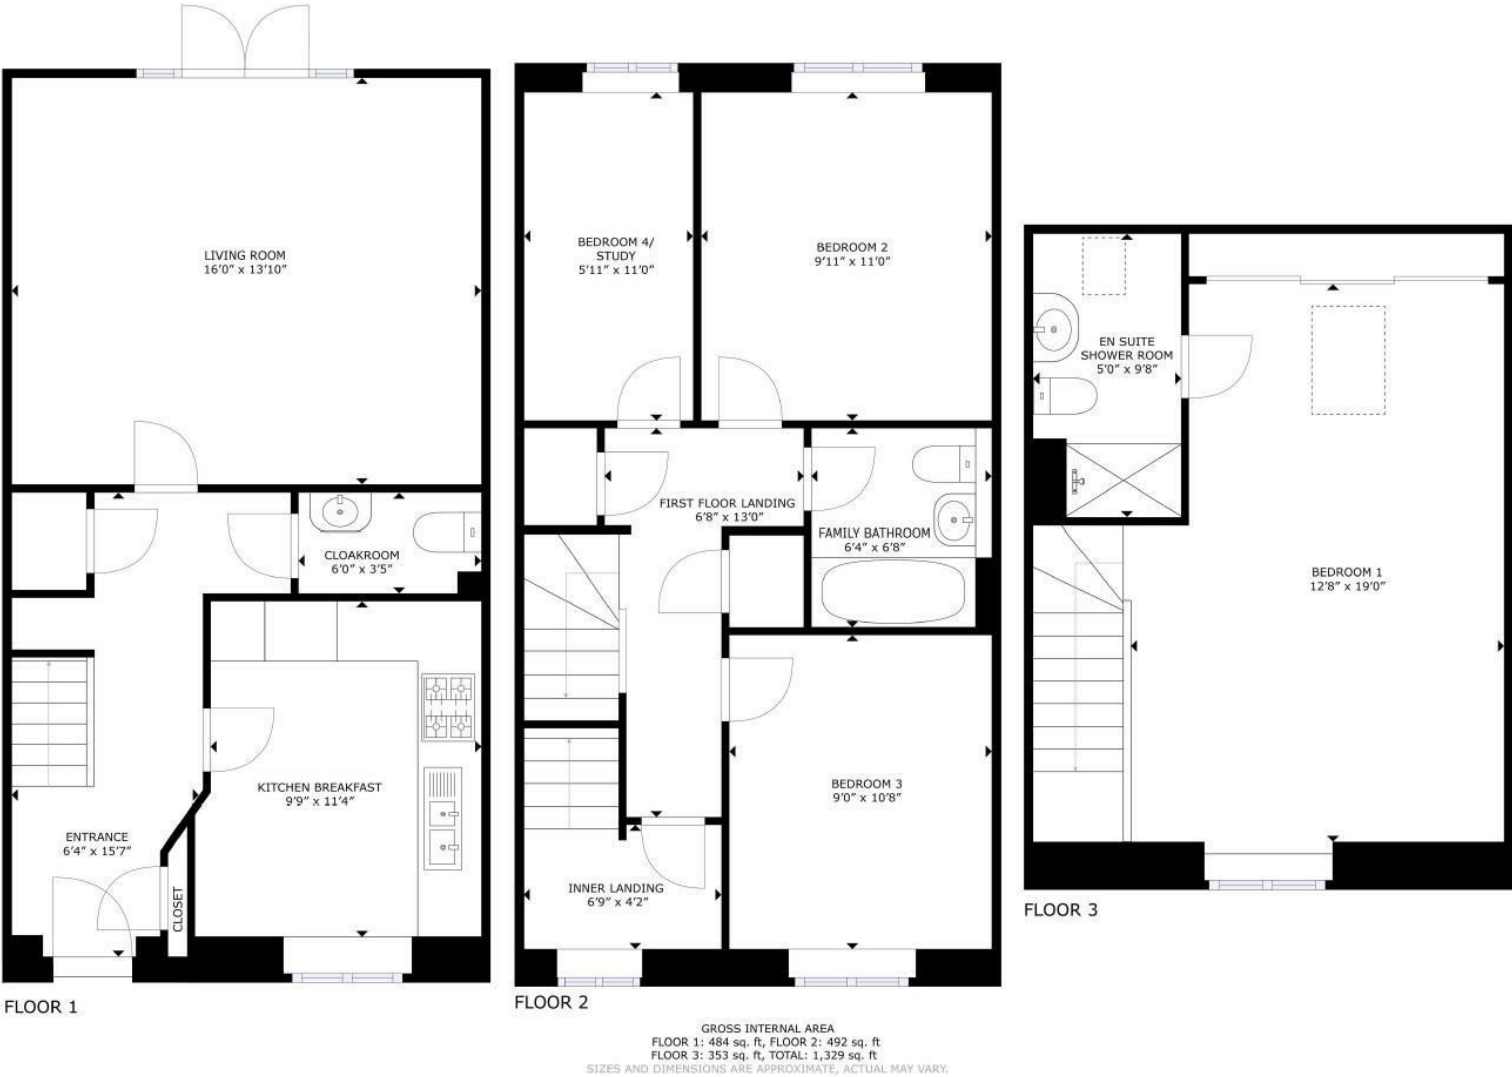 LIVING ROOM
16'0" x 13'10"
CLOAKROOM
6'0" x 3'5"
KITCHEN BREAKFAST
9'9" x 11'4"
ENTRANCE
6'4" x 15'7"
CLOSET
FLOOR 1
BEDROOM 4/
STUDY
5'11" x 11'0"
BEDROOM 2
9'11" x 11'0"
FIRST FLOOR LANDING
6'8" x 13'0"
FAMILY BATHROOM
6'4" x 6'8"
BEDROOM 3
9'0" x 10'8"
INNER LANDING
6'9" x 4'2"
FLOOR 2
EN SUITE
SHOWER ROOM
5'0" x 9'8"
BEDROOM 1
12'8" x 19'0"
FLOOR 3
GROSS INTERNAL AREA
FLOOR 1: 484 sq. ft, FLOOR 2: 492 sq. ft
FLOOR 3: 353 sq. ft, TOTAL: 1,329 sq. ft
SIZES AND DIMENSIONS ARE APPROXIMATE, ACTUAL MAY VARY.